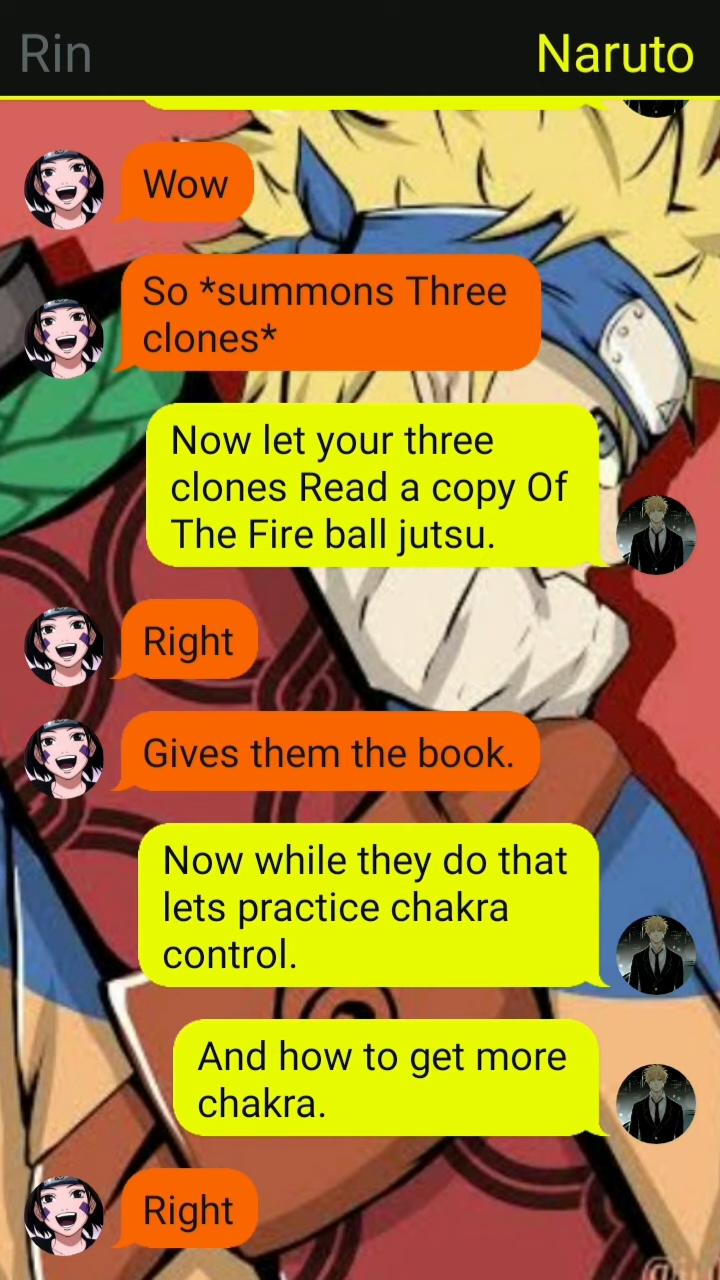 Rin
Naruto
Wow
So *summons Three
clones*
Now let your three
clones Read a copy Of
The Fire ball jutsu.
Right
Gives them the book.
Now while they do that
lets practice chakra
control.
And how to get more
chakra.
Right